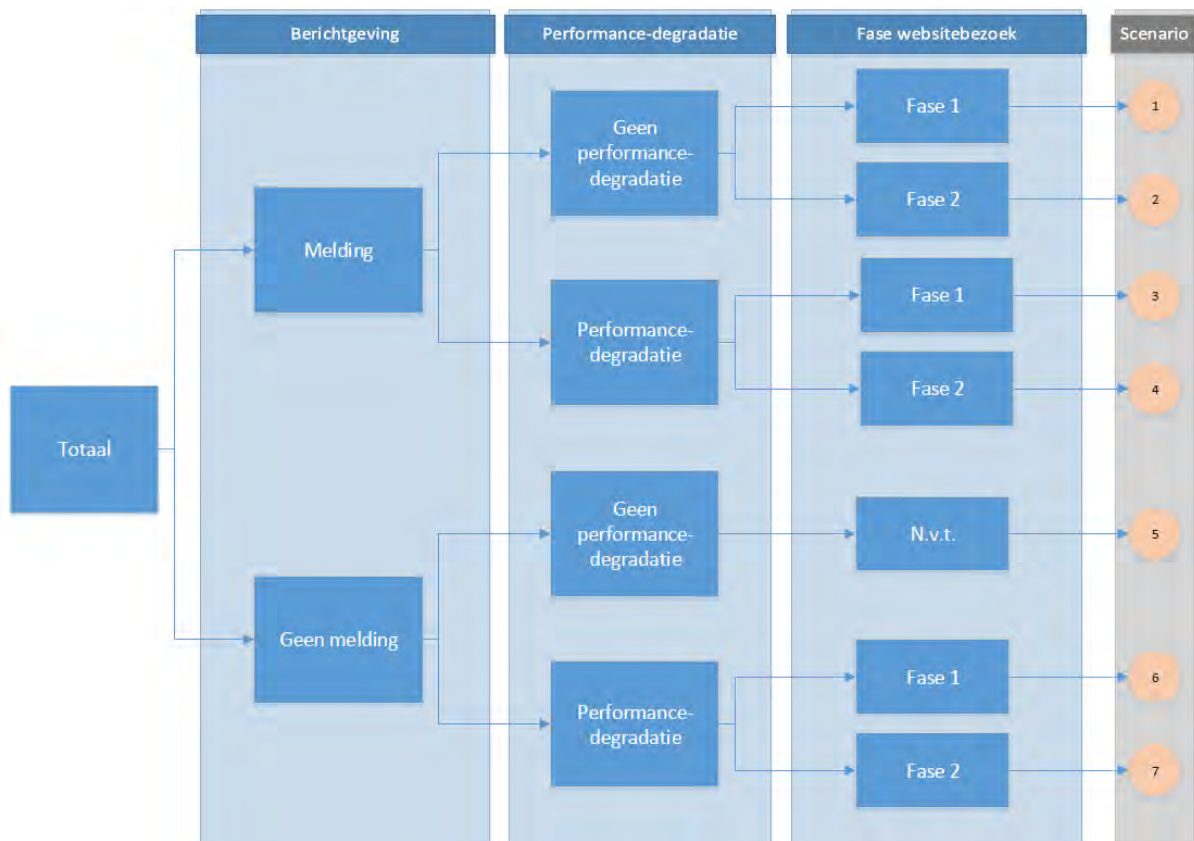 Berichtgeving
Performance-degradatie
Fase websitebezoek
Scenario
Totaal
Melding
Geen
performance-
degradatie
Fase 1
1
Fase 2
2
Performance-
degradatie
Fase 1
3
Fase 2
4
Geen melding
Geen
performance-
degradatie
N.v.t.
5
Performance-
degradatie
Fase 1
6
Fase 2
7